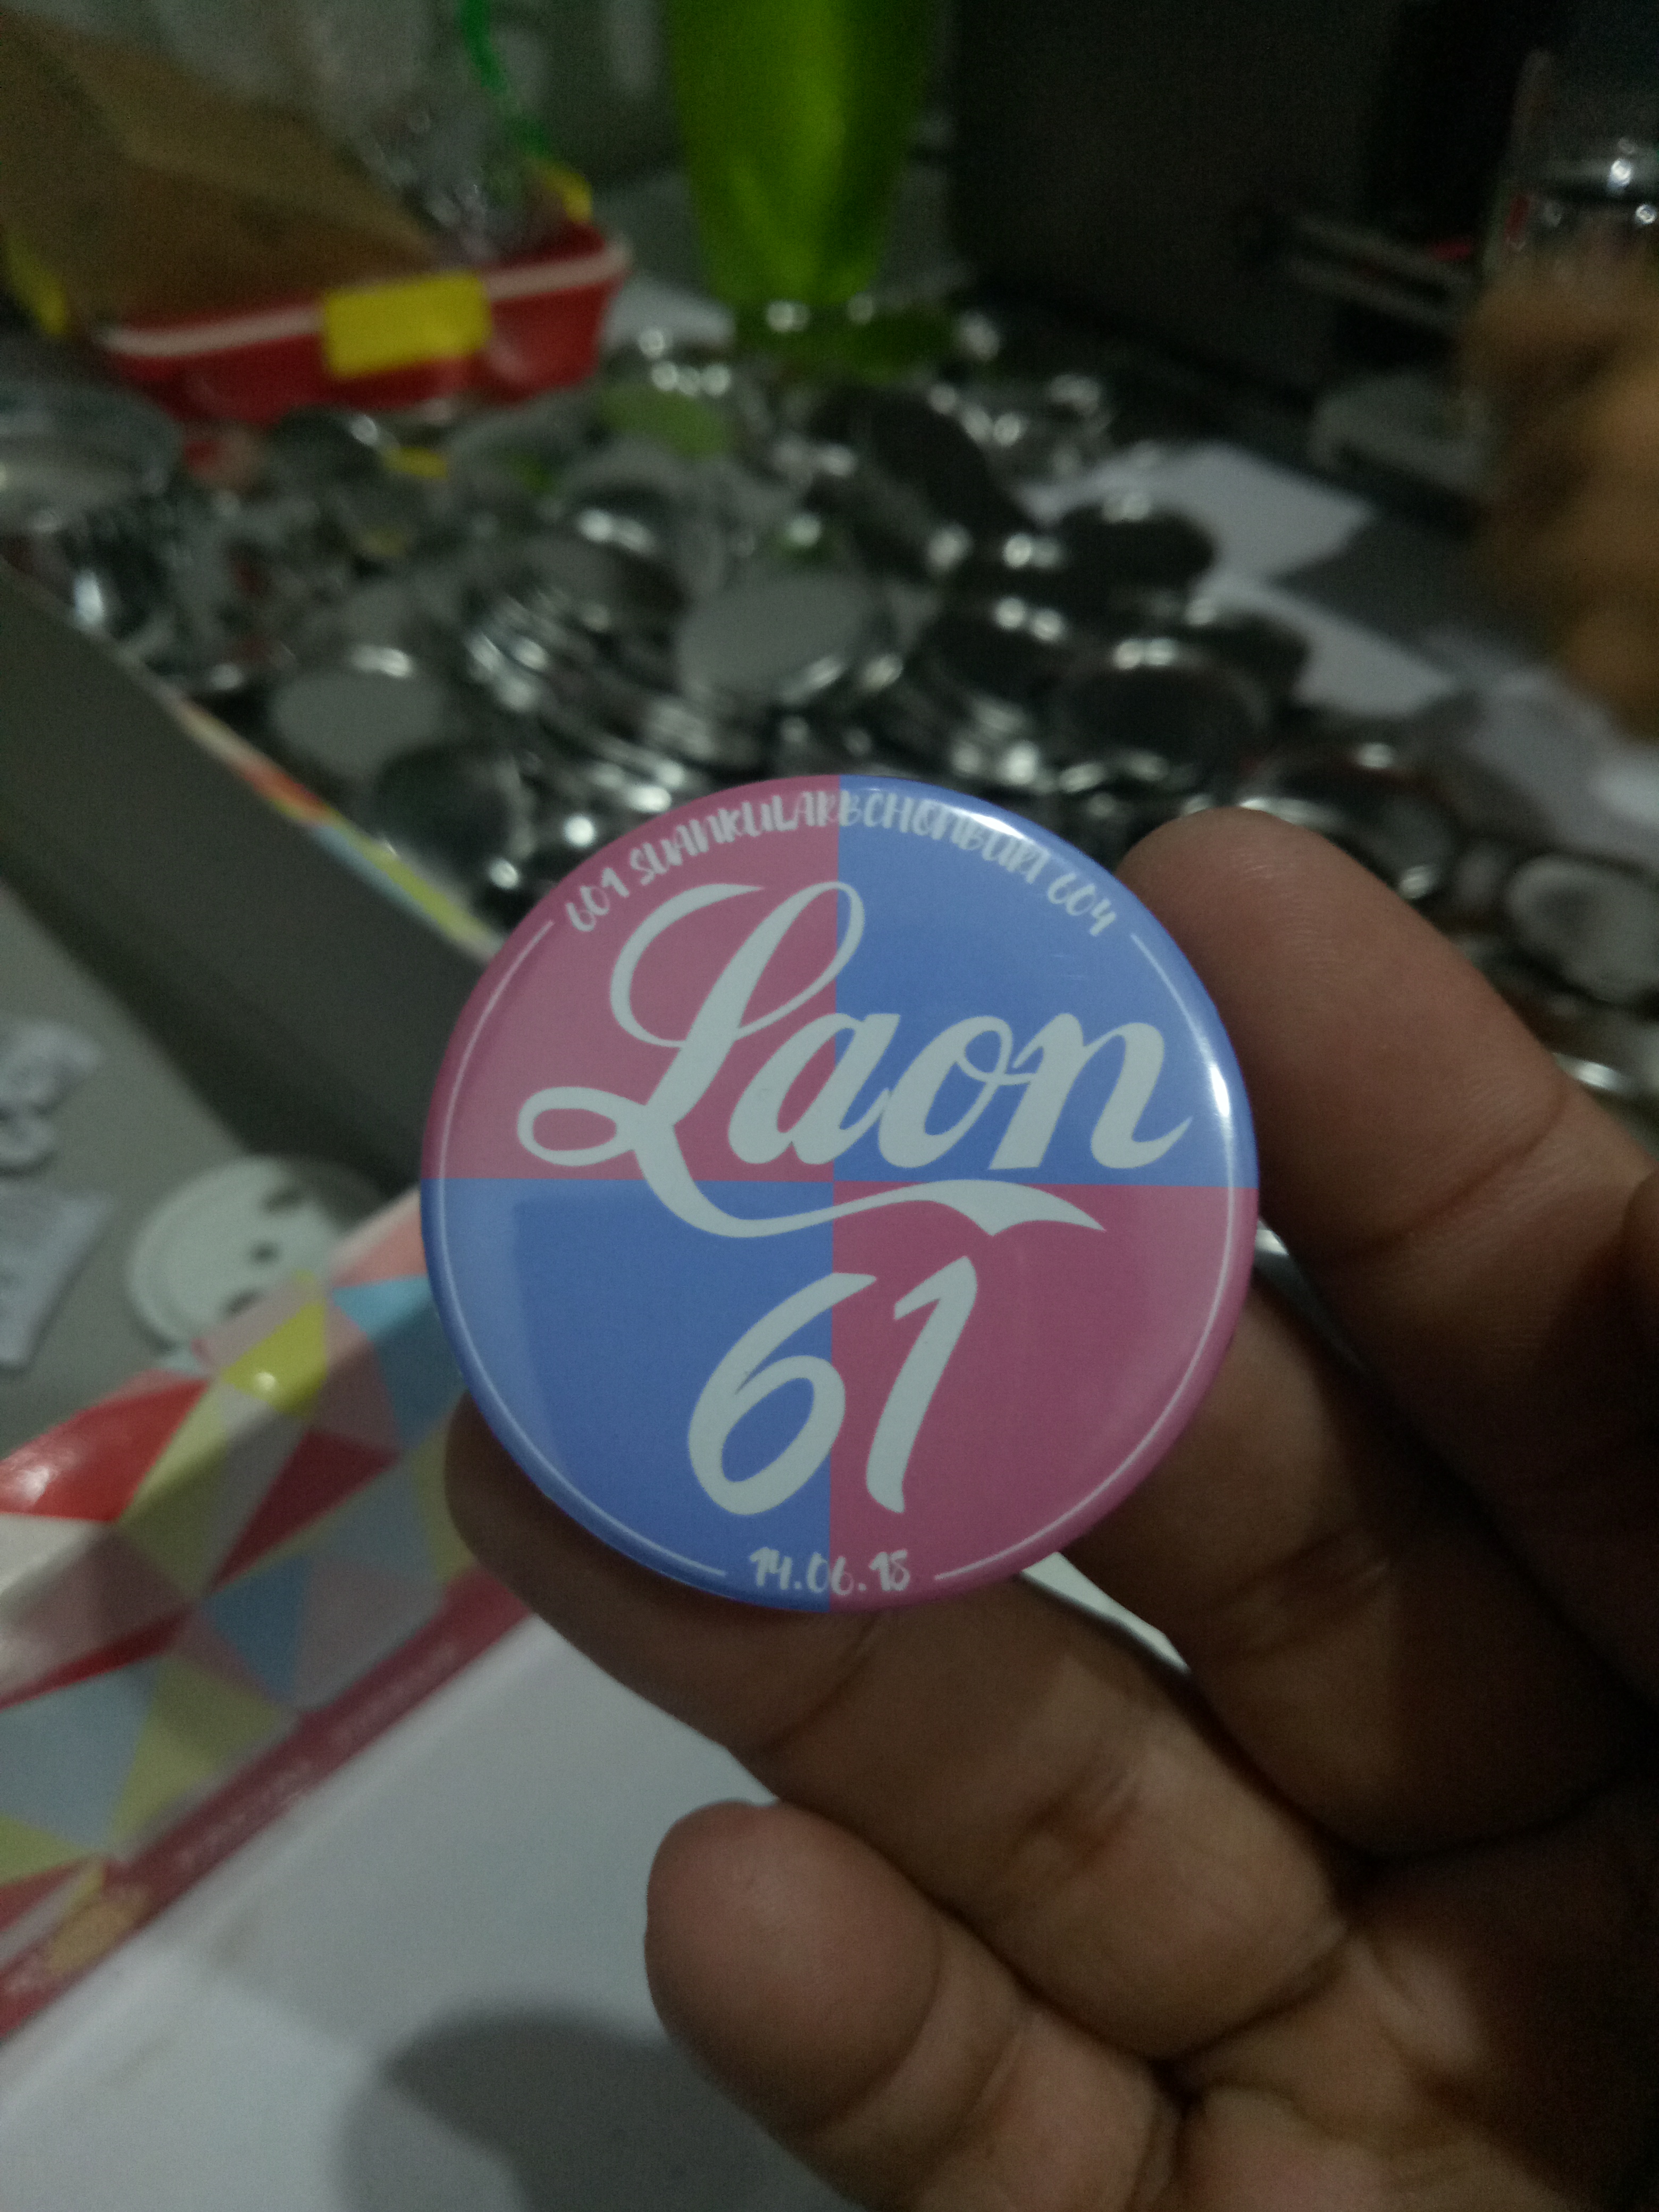 601 SUANKULARBCHONBURI 604
Laon
61
14.06.18